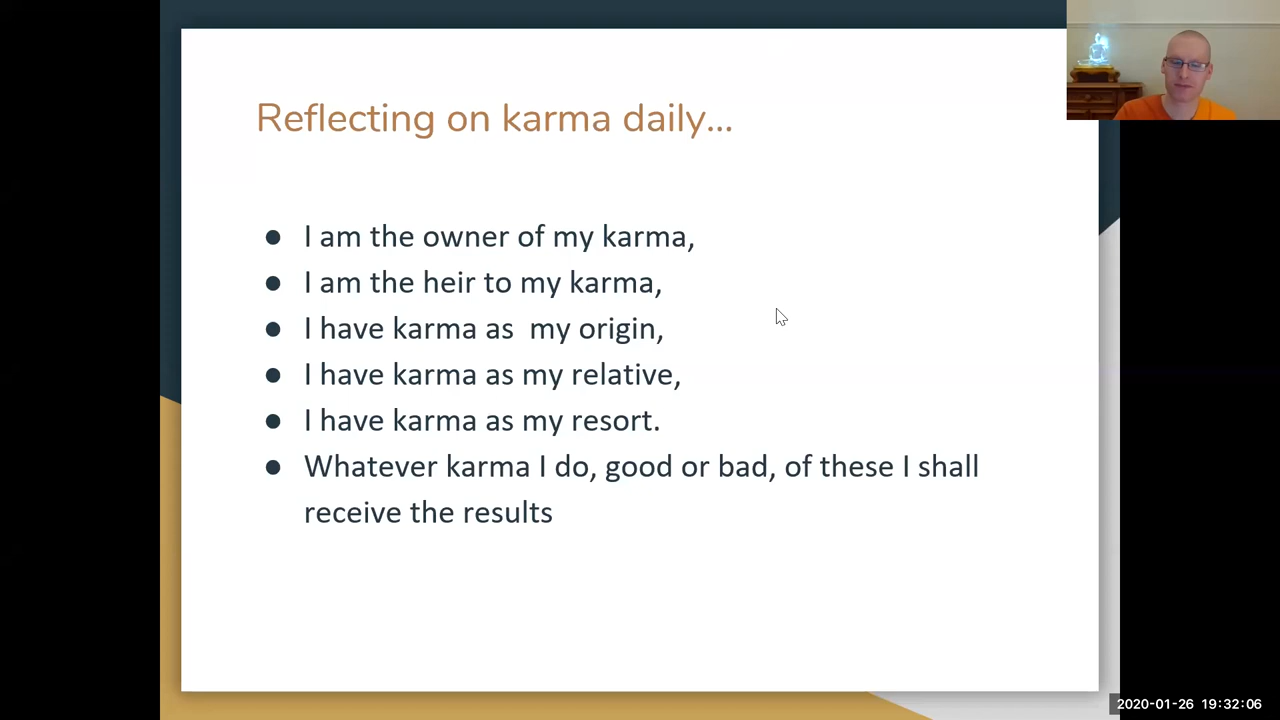 Reflecting on karma daily...
● I am the owner of my karma,
● I am the heir to my karma,
● I have karma as  my origin,
● I have karma as my relative,
● I have karma as my resort.
● Whatever karma I do, good or bad, of these I shall
receive the results
2020-01-26 19:32:06